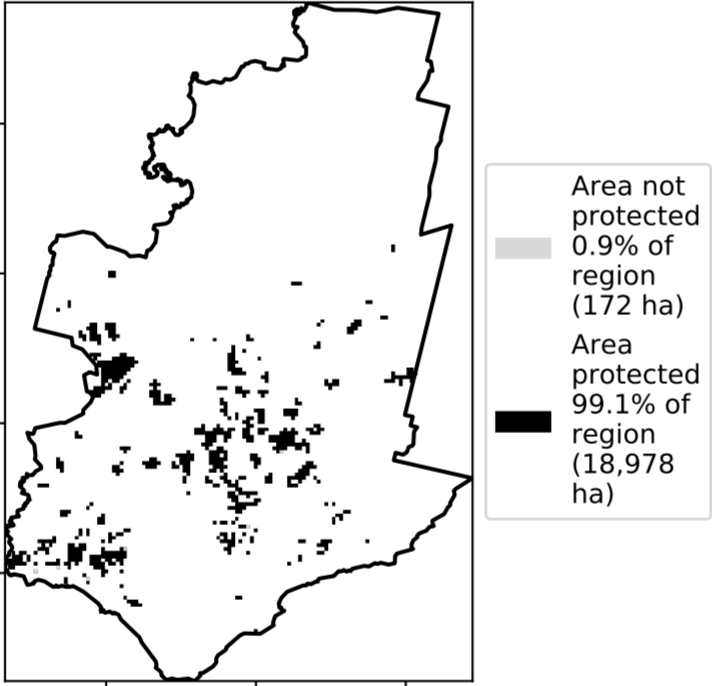 Area not
protected
0.9% of
region
(172 ha)
Area
protected
99.1% of
region
(18,978
ha)